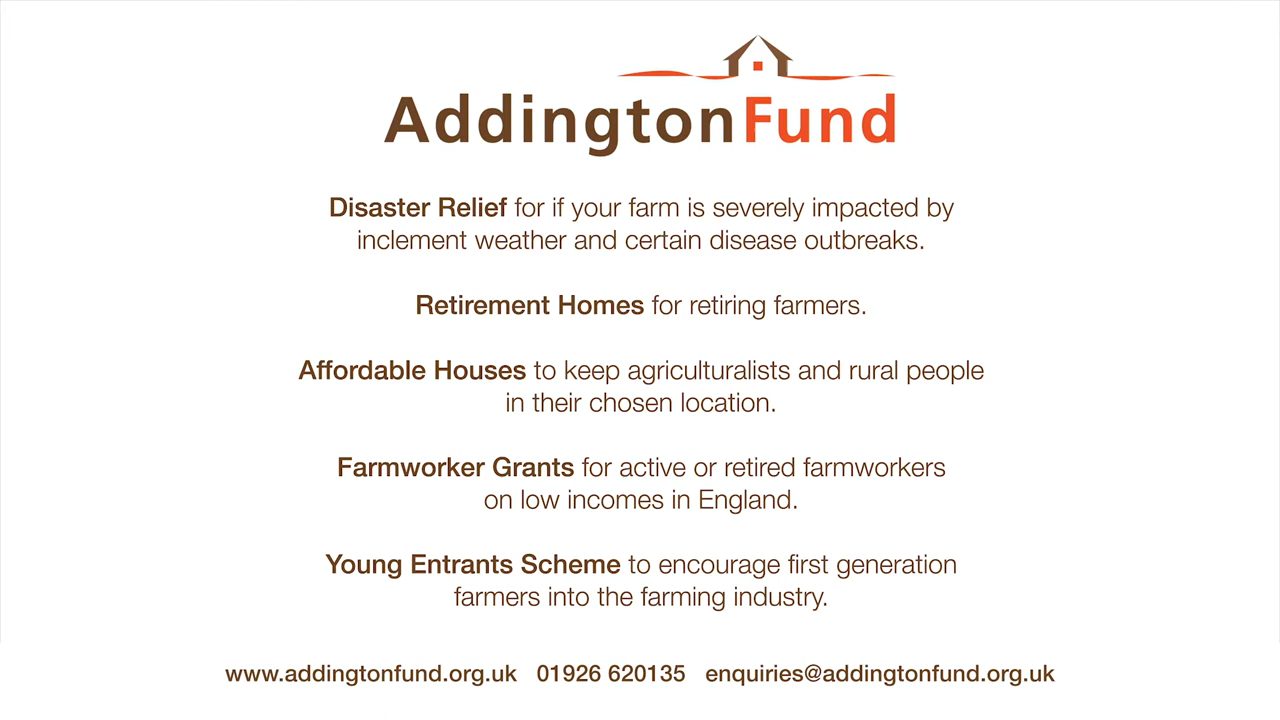 AddingtonFund
Disaster Relief for if your farm is severely impacted by
inclement weather and certain disease outbreaks.
Retirement Homes for retiring farmers.
Affordable Houses to keep agriculturalists and rural people
in their chosen location.
Farmworker Grants for active or retired farmworkers
on low incomes in England.
Young Entrants Scheme to encourage first generation
farmers into the farming industry.
www.addingtonfund.org.uk 01926 620135 enquiries@addingtonfund.org.uk